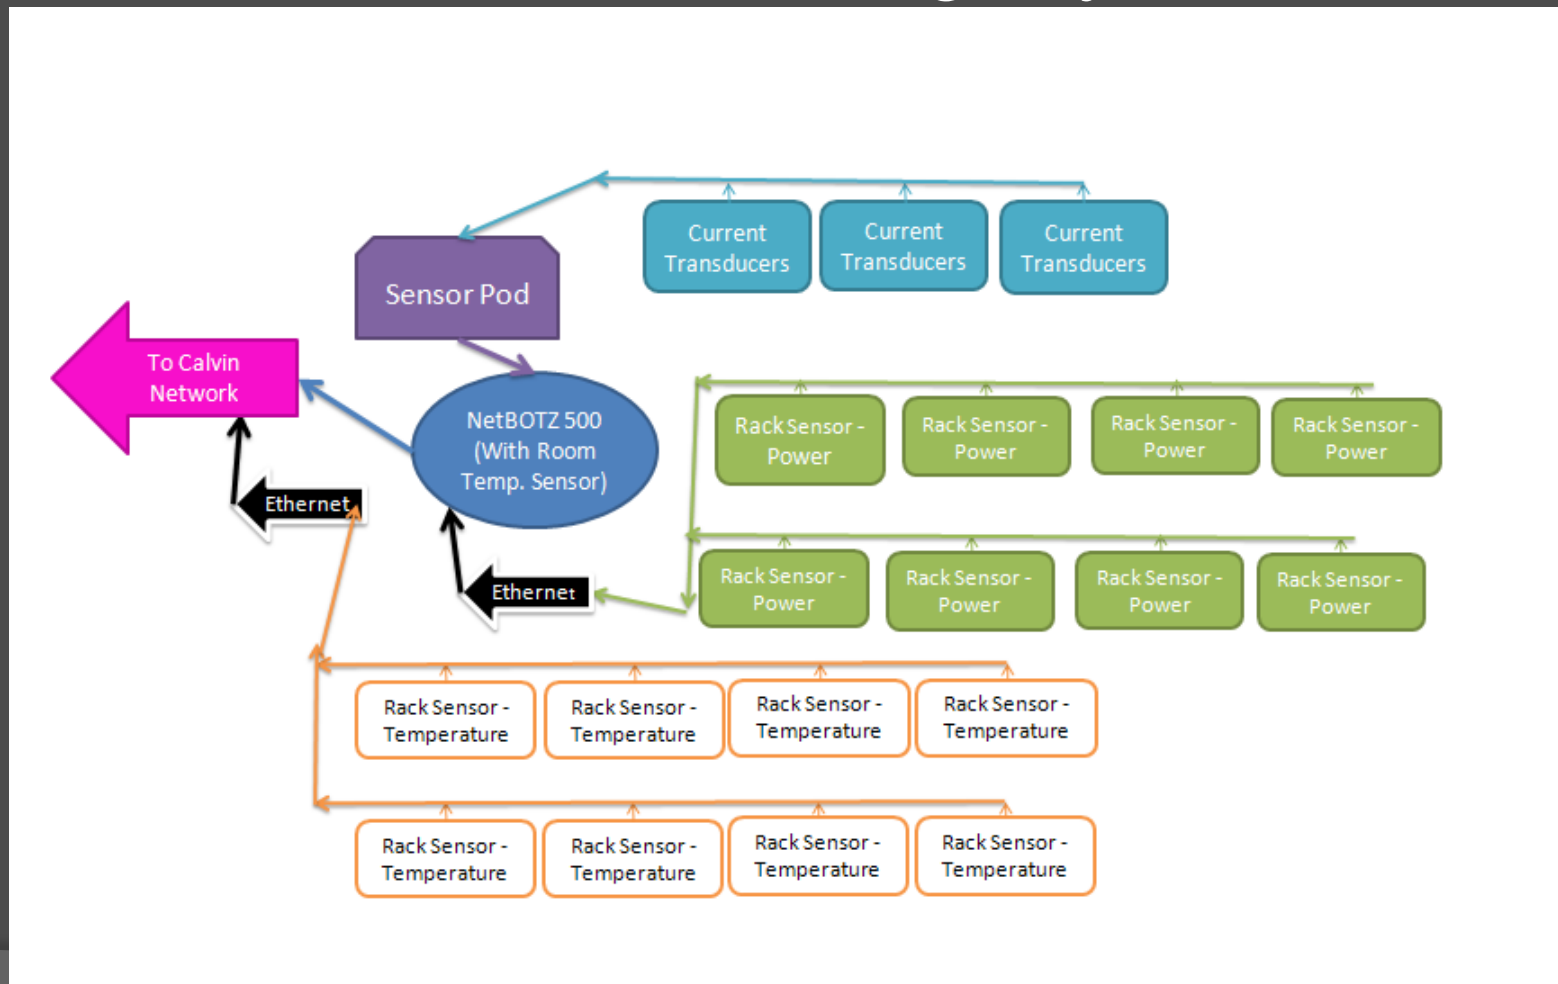 Current
Transducers
Current
Transducers
Current
Transducers
Sensor Pod
To Calvin
Network
NetBOTZ 500
(With Room
Temp. Sensor)
Rack Sensor -
Power
Rack Sensor -
Power
Rack Sensor -
Power
Rack Sensor -
Power
Ethernet
Ethernet
Rack Sensor -
Power
Rack Sensor -
Power
Rack Sensor -
Power
Rack Sensor -
Power
Rack Sensor -
Temperature
Rack Sensor -
Temperature
Rack Sensor -
Temperature
Rack Sensor -
Temperature
Rack Sensor -
Temperature
Rack Sensor -
Temperature
Rack Sensor -
Temperature
Rack Sensor -
Temperature